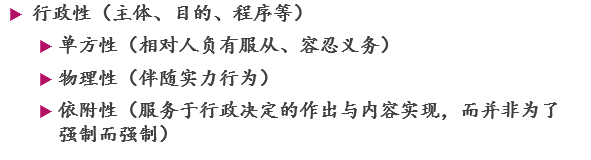 行政性（主体、目的、程序等）
单方性（相对人负有服从、容忍义务）
物理性（伴随实力行为）
依附性（服务于行政决定的作出与内容实现，而并非为了
强制而强制）